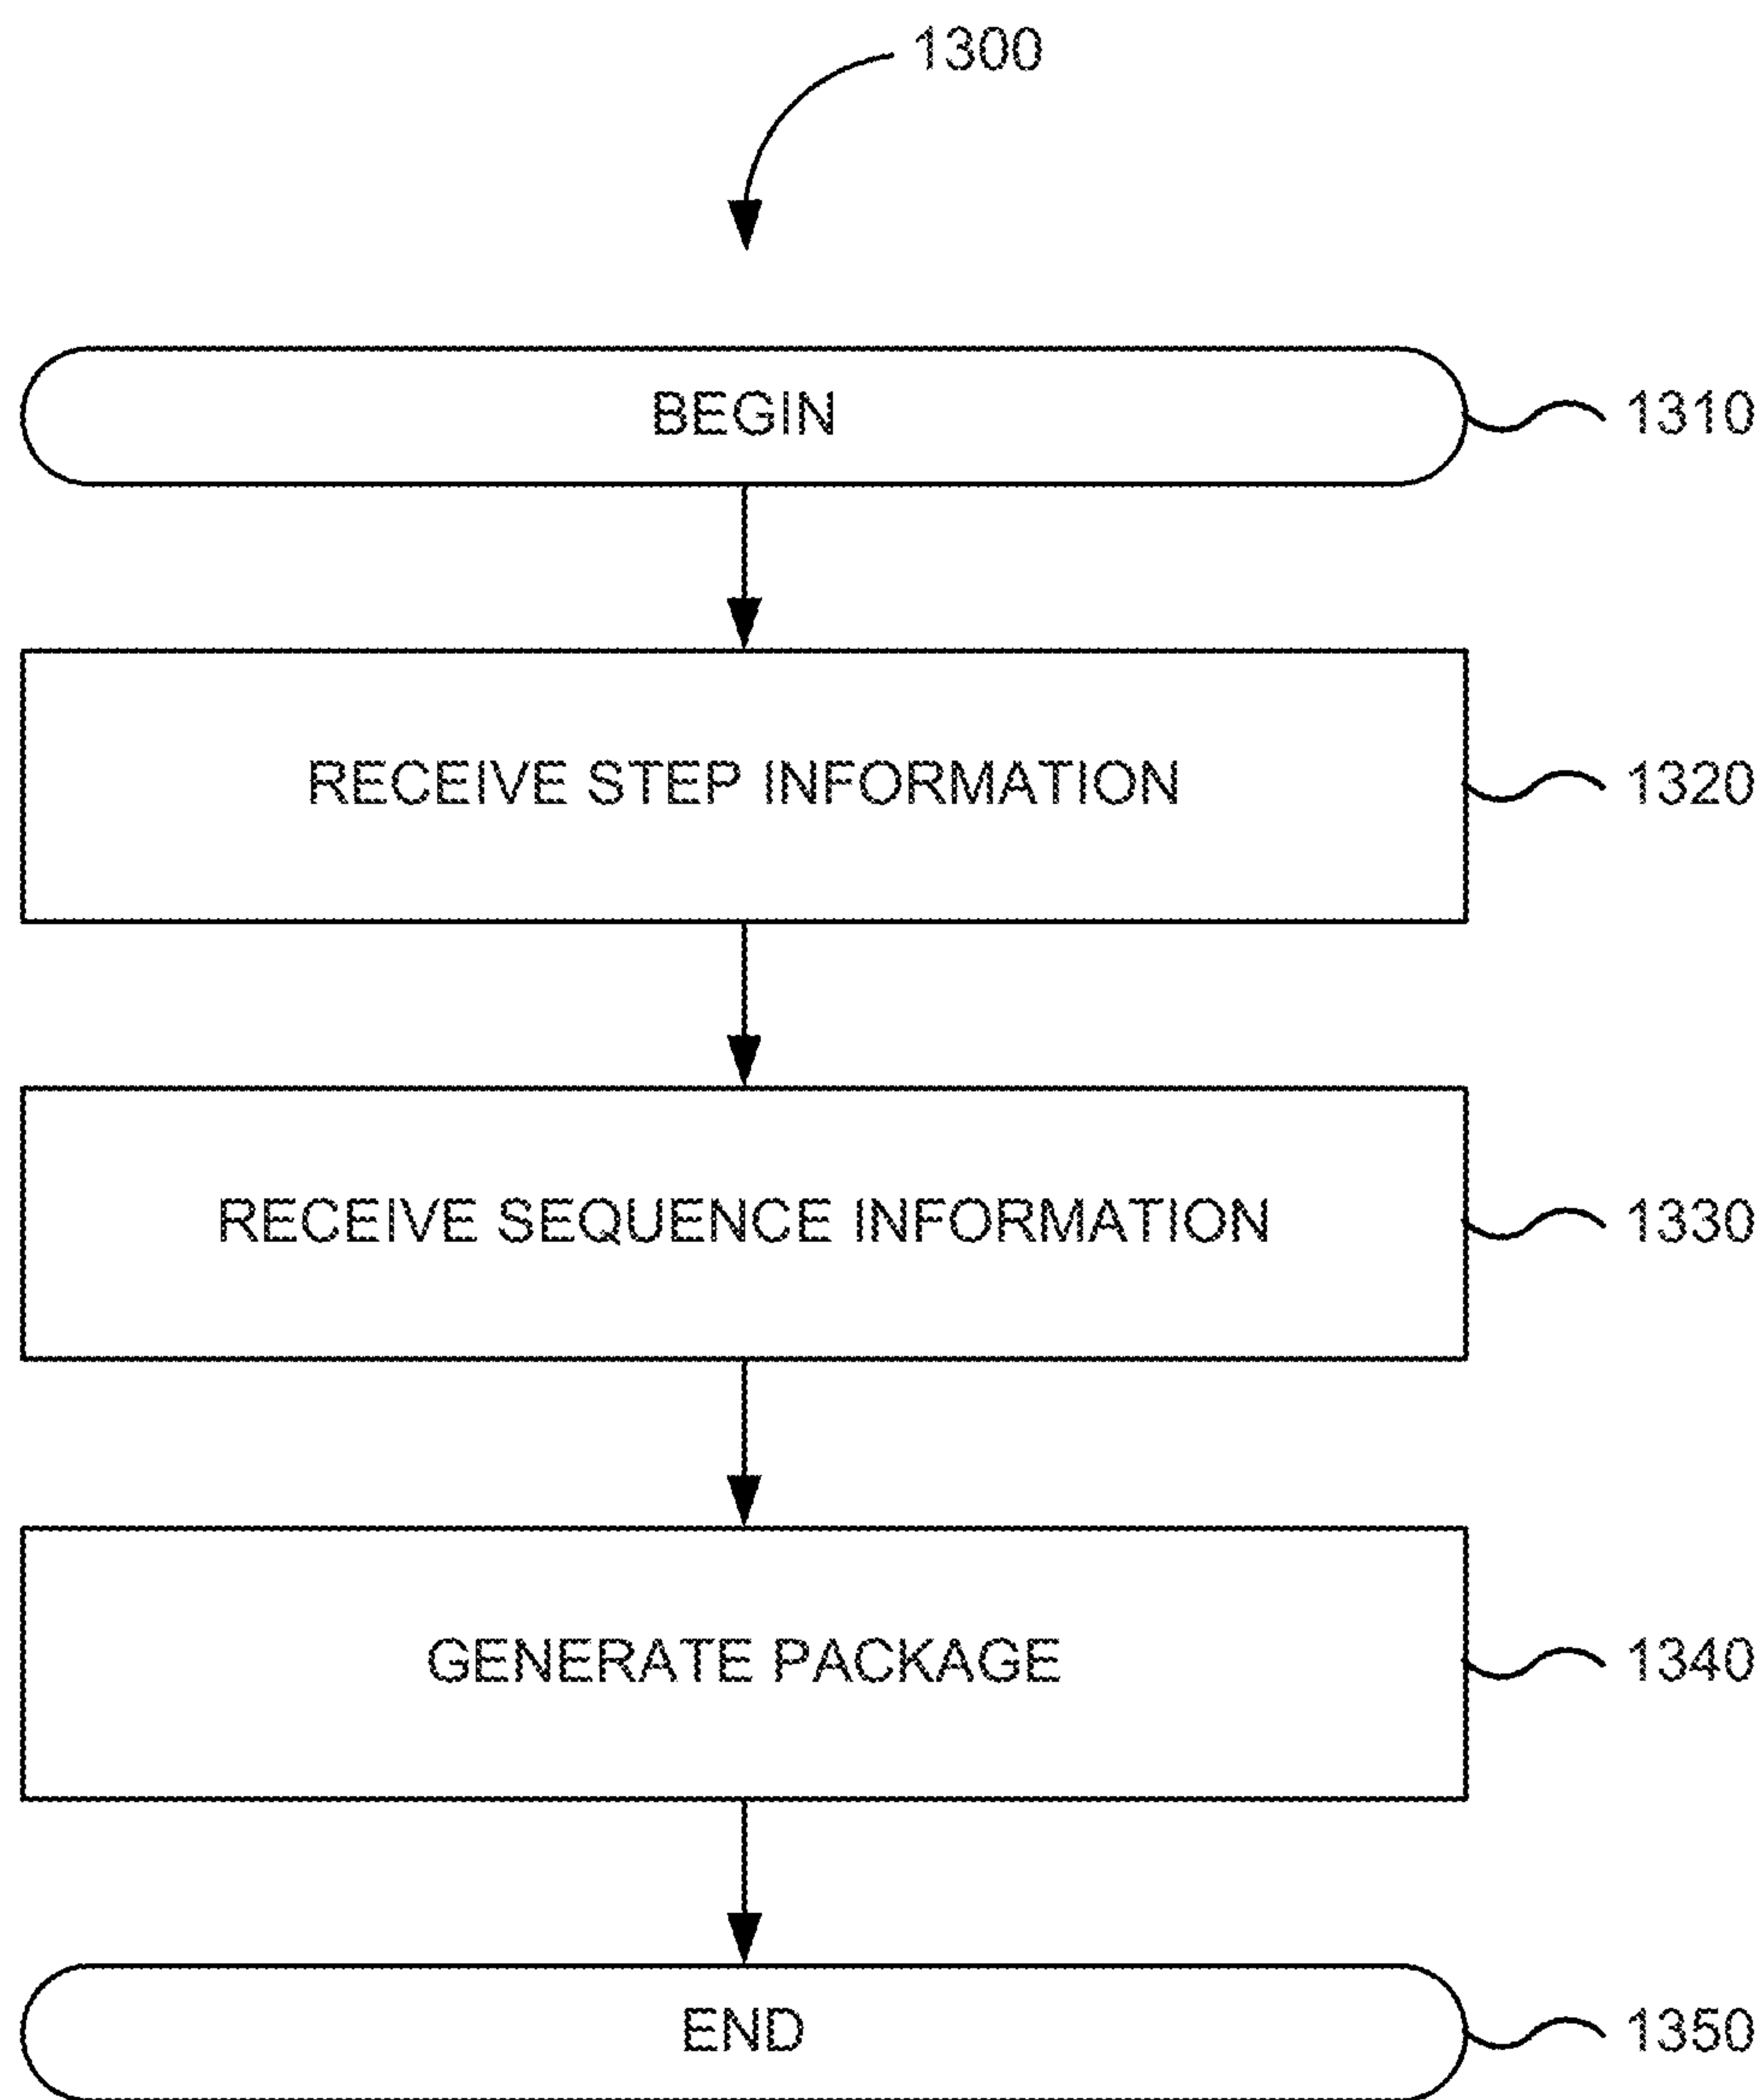 1300
BEGIN
1310
RECEIVE STEP INFORMATION
1320
RECEIVE SEQUENCE INFORMATION
1330
GENERATE PACKAGE
1340
END
1350